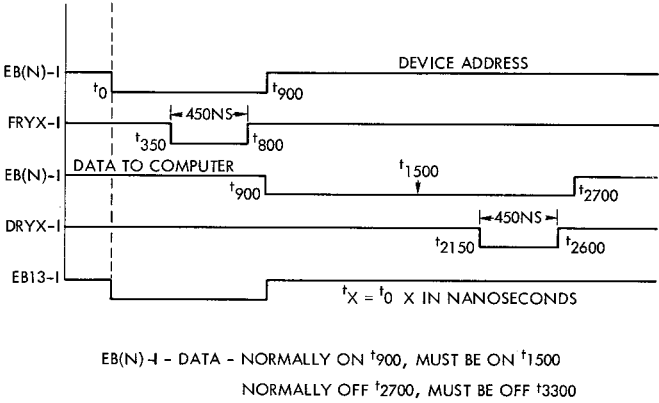 EB(N)-I
DEVICE ADDRESS
t0
t900
450NS
FRYX-I
t350
t800
DATA TO COMPUTER
t1500
EB(N)-I
t900
t2700
450NS
DRYX-I
t2150
t2600
EB13-I
tX = t0 X IN NANOSECONDS
EB(N)-I - DATA - NORMALLY ON t900, MUST BE ON t1500
NORMALLY OFF t2700, MUST BE OFF t3300